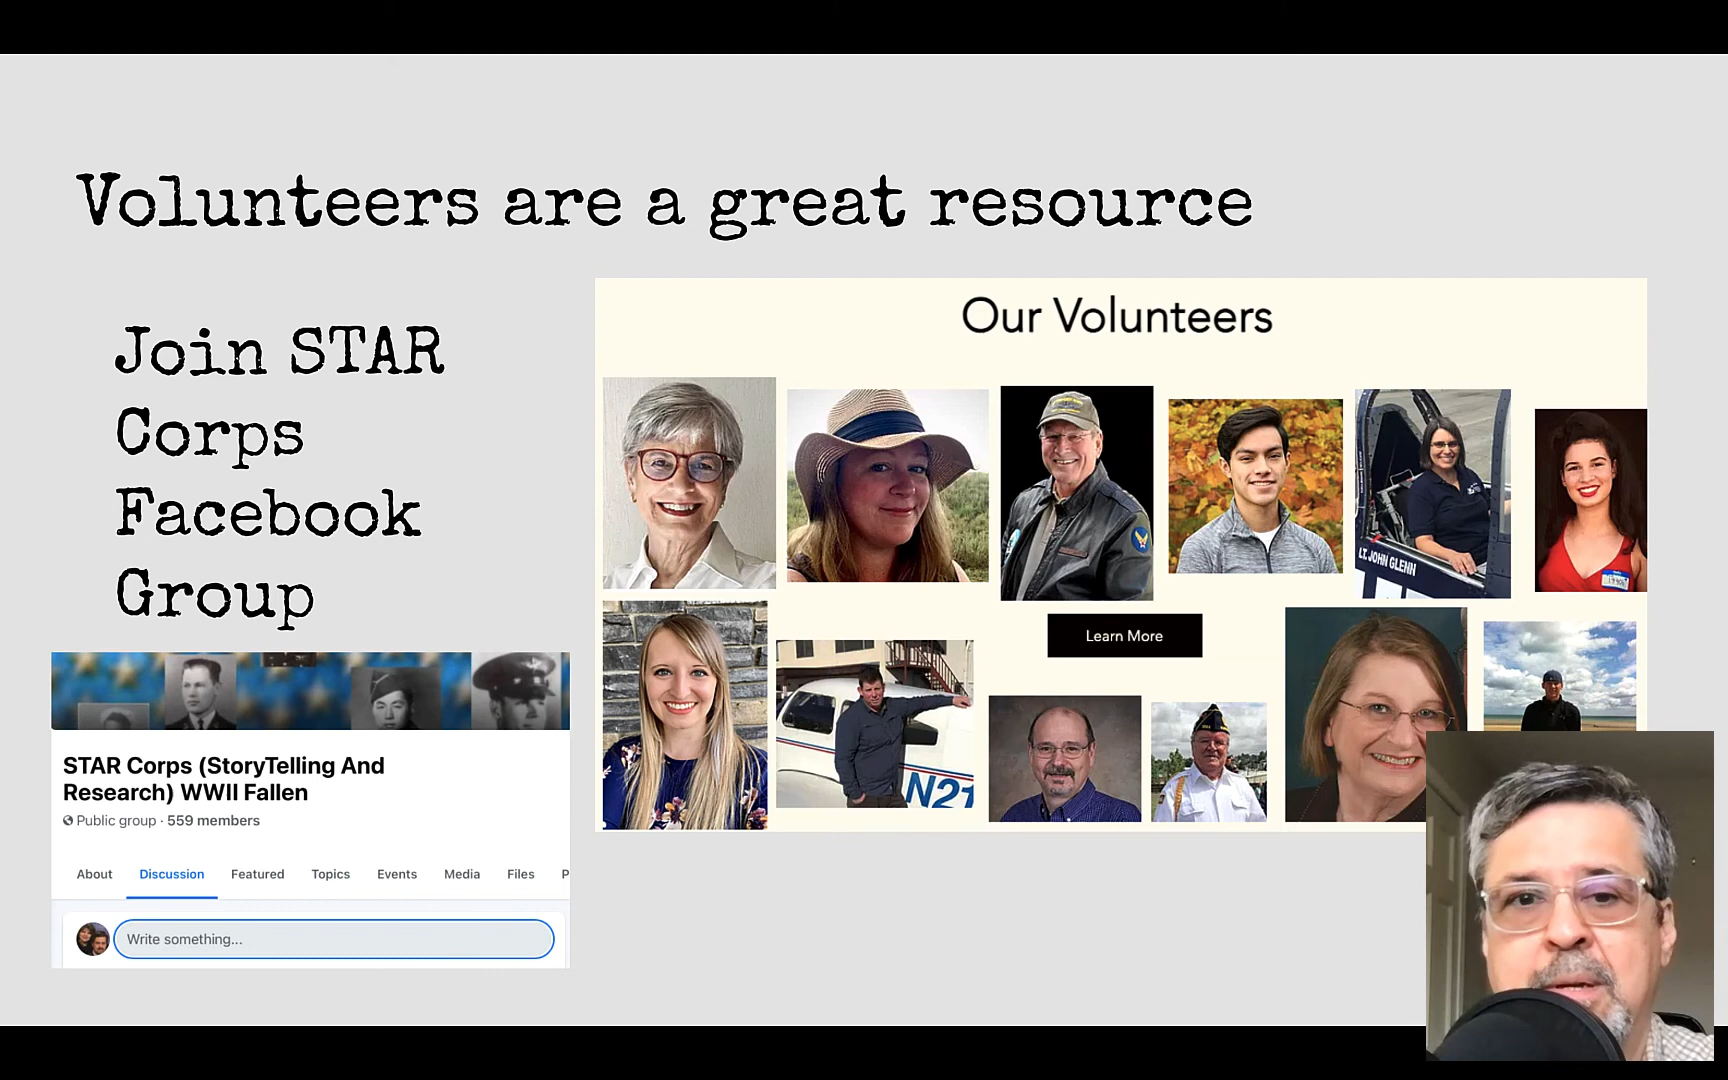 Volunteers are a great resource
Join STAR
Corps
Facebook
Group
Our Volunteers
LT. JOHN GLENN
Learn More
N21
STAR Corps (StoryTelling And
Research) WWII Fallen
Public group · 559 members
About Discussion Featured Topics Events Media Files P
Write something...